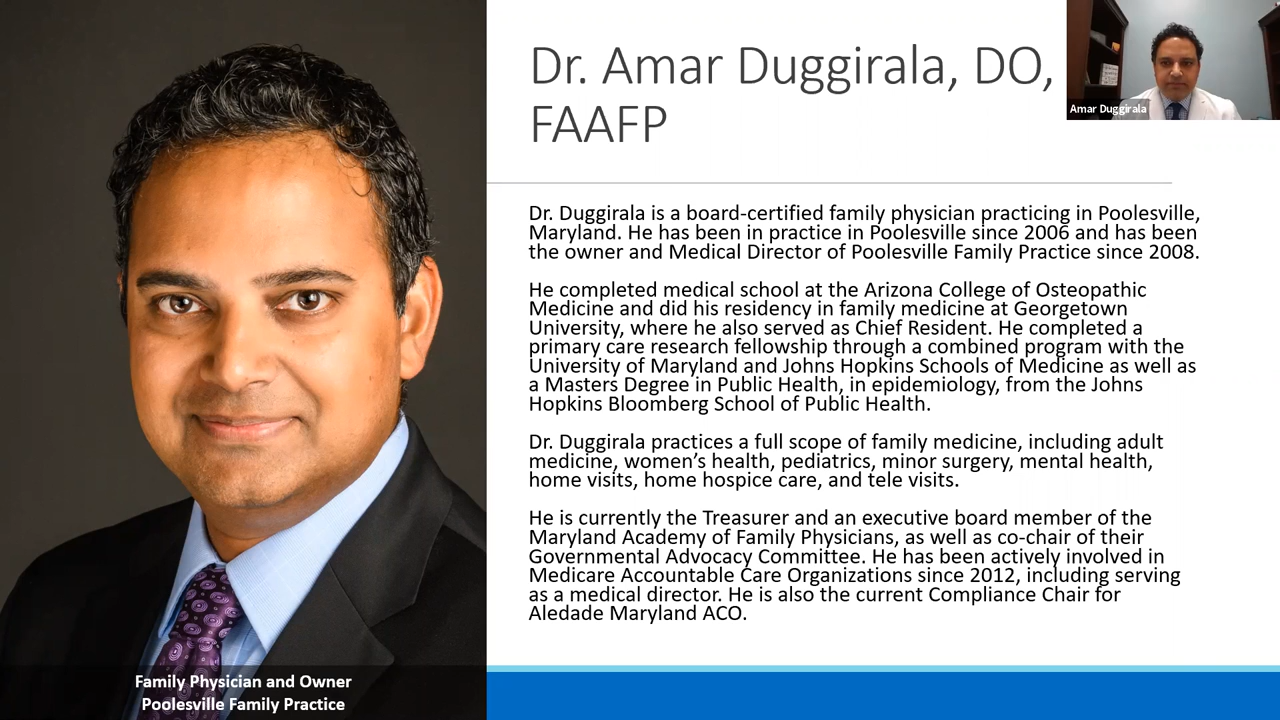 Dr. Amar Duggirala, DO,
FAAFP
Amar Duggirala
Dr. Duggirala is a board-certified family physician practicing in Poolesville,
Maryland. He has been in practice in Poolesville since 2006 and has been
the owner and Medical Director of Poolesville Family Practice since 2008.
He completed medical school at the Arizona College of Osteopathic
Medicine and did his residency in family medicine at Georgetown
University, where he also served as Chief Resident. He completed a
primary care research fellowship through a combined program with the
University of Maryland and Johns Hopkins Schools of Medicine as well as
a Masters Degree in Public Health, in epidemiology, from the Johns
Hopkins Bloomberg School of Public Health.
Dr. Duggirala practices a full scope of family medicine, including adult
medicine, women's health, pediatrics, minor surgery, mental health,
home visits, home hospice care, and tele visits.
He is currently the Treasurer and an executive board member of the
Maryland Academy of Family Physicians, as well as co-chair of their
Governmental Advocacy Committee. He has been actively involved in
Medicare Accountable Care Organizations since 2012, including serving
as a medical director. He is also the current Compliance Chair for
Aledade Maryland ACO.
Family Physician and Owner
Poolesville Family Practice